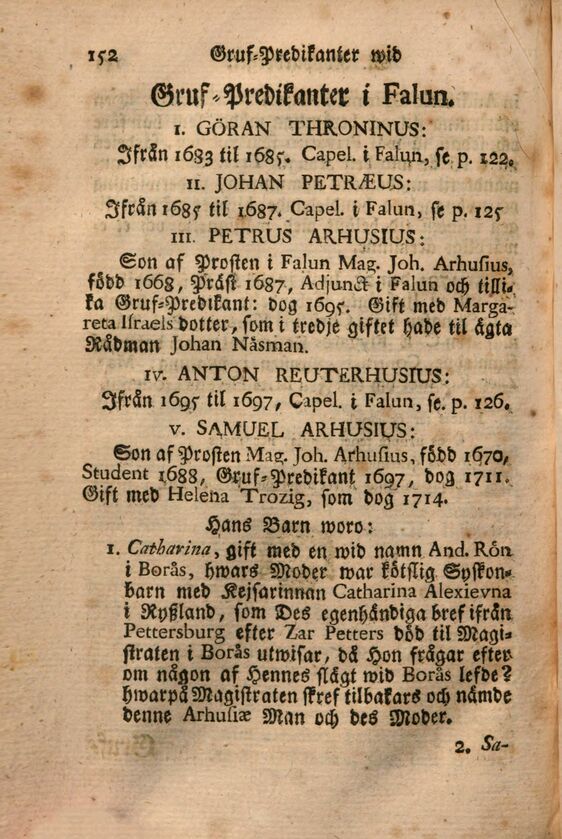 152 Gruf-Predikanter wid
Gruf-Predikanter i Falun.
I. GÖRAN THRONINUS:
Ifrån 1683 til 1685. Capel. i Falun, se p. 122.
II. JOHAN PETRÆUS:
Ifrån 1685 til 1687. Capel. i Falun, se p. 125
III. PETRUS ARHUSIUS:
Son af Prosten i Falun Mag. Joh. Arhusius,
född 1668, Präst 1687, Adjunct i Falun och tilli-
ka Gruf-Predikant: dog 1695. Gift med Marga-
reta Israels dotter, som i tredje giftet hade til ägta
Rådman Johan Näsman.
IV. ANTON REUTERHUSIUS:
Ifrån 1695 til 1697, Capel. i Falun, se. p. 126.
V. SAMUEL ARHUSIUS:
Son af Prosten Mag. Joh. Arhusius, född 1670,
Student 1688, Gruf-Predikant 1697, dog 1711.
Gift med Helena Trozig, som dog 1714.
Hans Barn woro:
1. Catharina, gift med en wid namn And. Rön
i Borås, hwars Moder war kötslig Syskon-
barn med Kejsarinnan Catharina Alexievna
i Ryßland, som Des egenhändiga bref ifrån
Pettersburg efter Zar Petters död til Magi-
straten i Borås utwisar, då Hon frågar efter
om någon af Hennes slägt wid Borås lefde?
hwarpå Magistraten skref tilbakars och nämde
denne Arhusiæ Man och des Moder.
2. Sa-